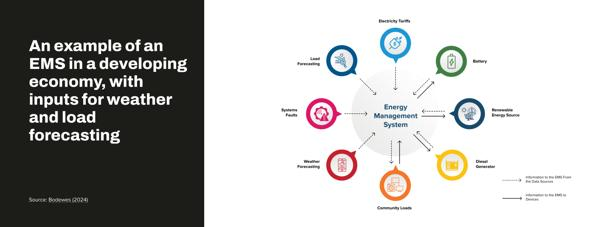 An example of an
EMS in a developing
economy, with
inputs for weather
and load
forecasting
Source: Bodewes (2024)
Electricity Tariffs
Load
Forecasting
Battery
Systems
Faults
Energy
Management
System
Renewable
Energy Source
Weather
Forecasting
Diesel
Generator
Community Loads
Information to the EMS From
the Data Sources
Information to the EMS to
Devices